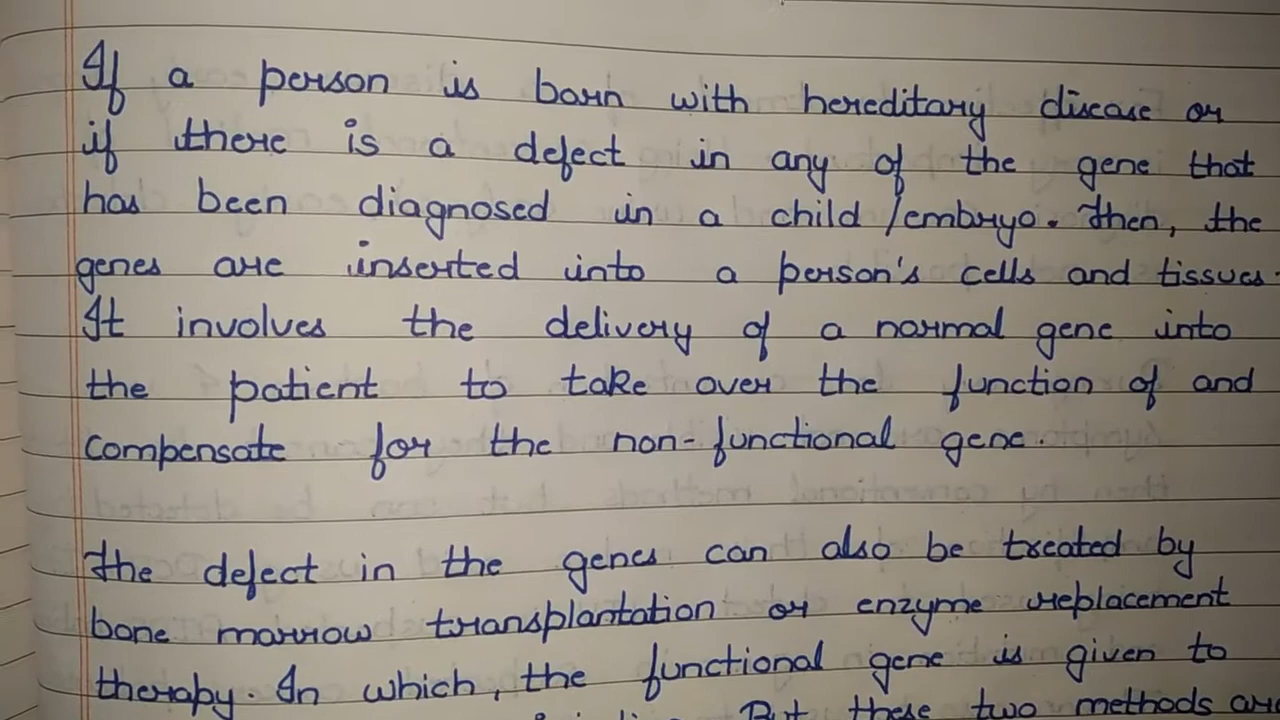 If a person is born with hereditary disease or
if there is a defect in any of the gene that
has been diagnosed in a child /embryo. Then, the
genes are inserted into a person's cells and tissues.
It involves the delivery of a normal gene into
the patient to take over the function of and
compensate for the non-functional gene.
The defect in the genes can also be treated by
bone marrow transplantation or enzyme replacement
therapy. In which, the functional gene is given to
But these two methods are